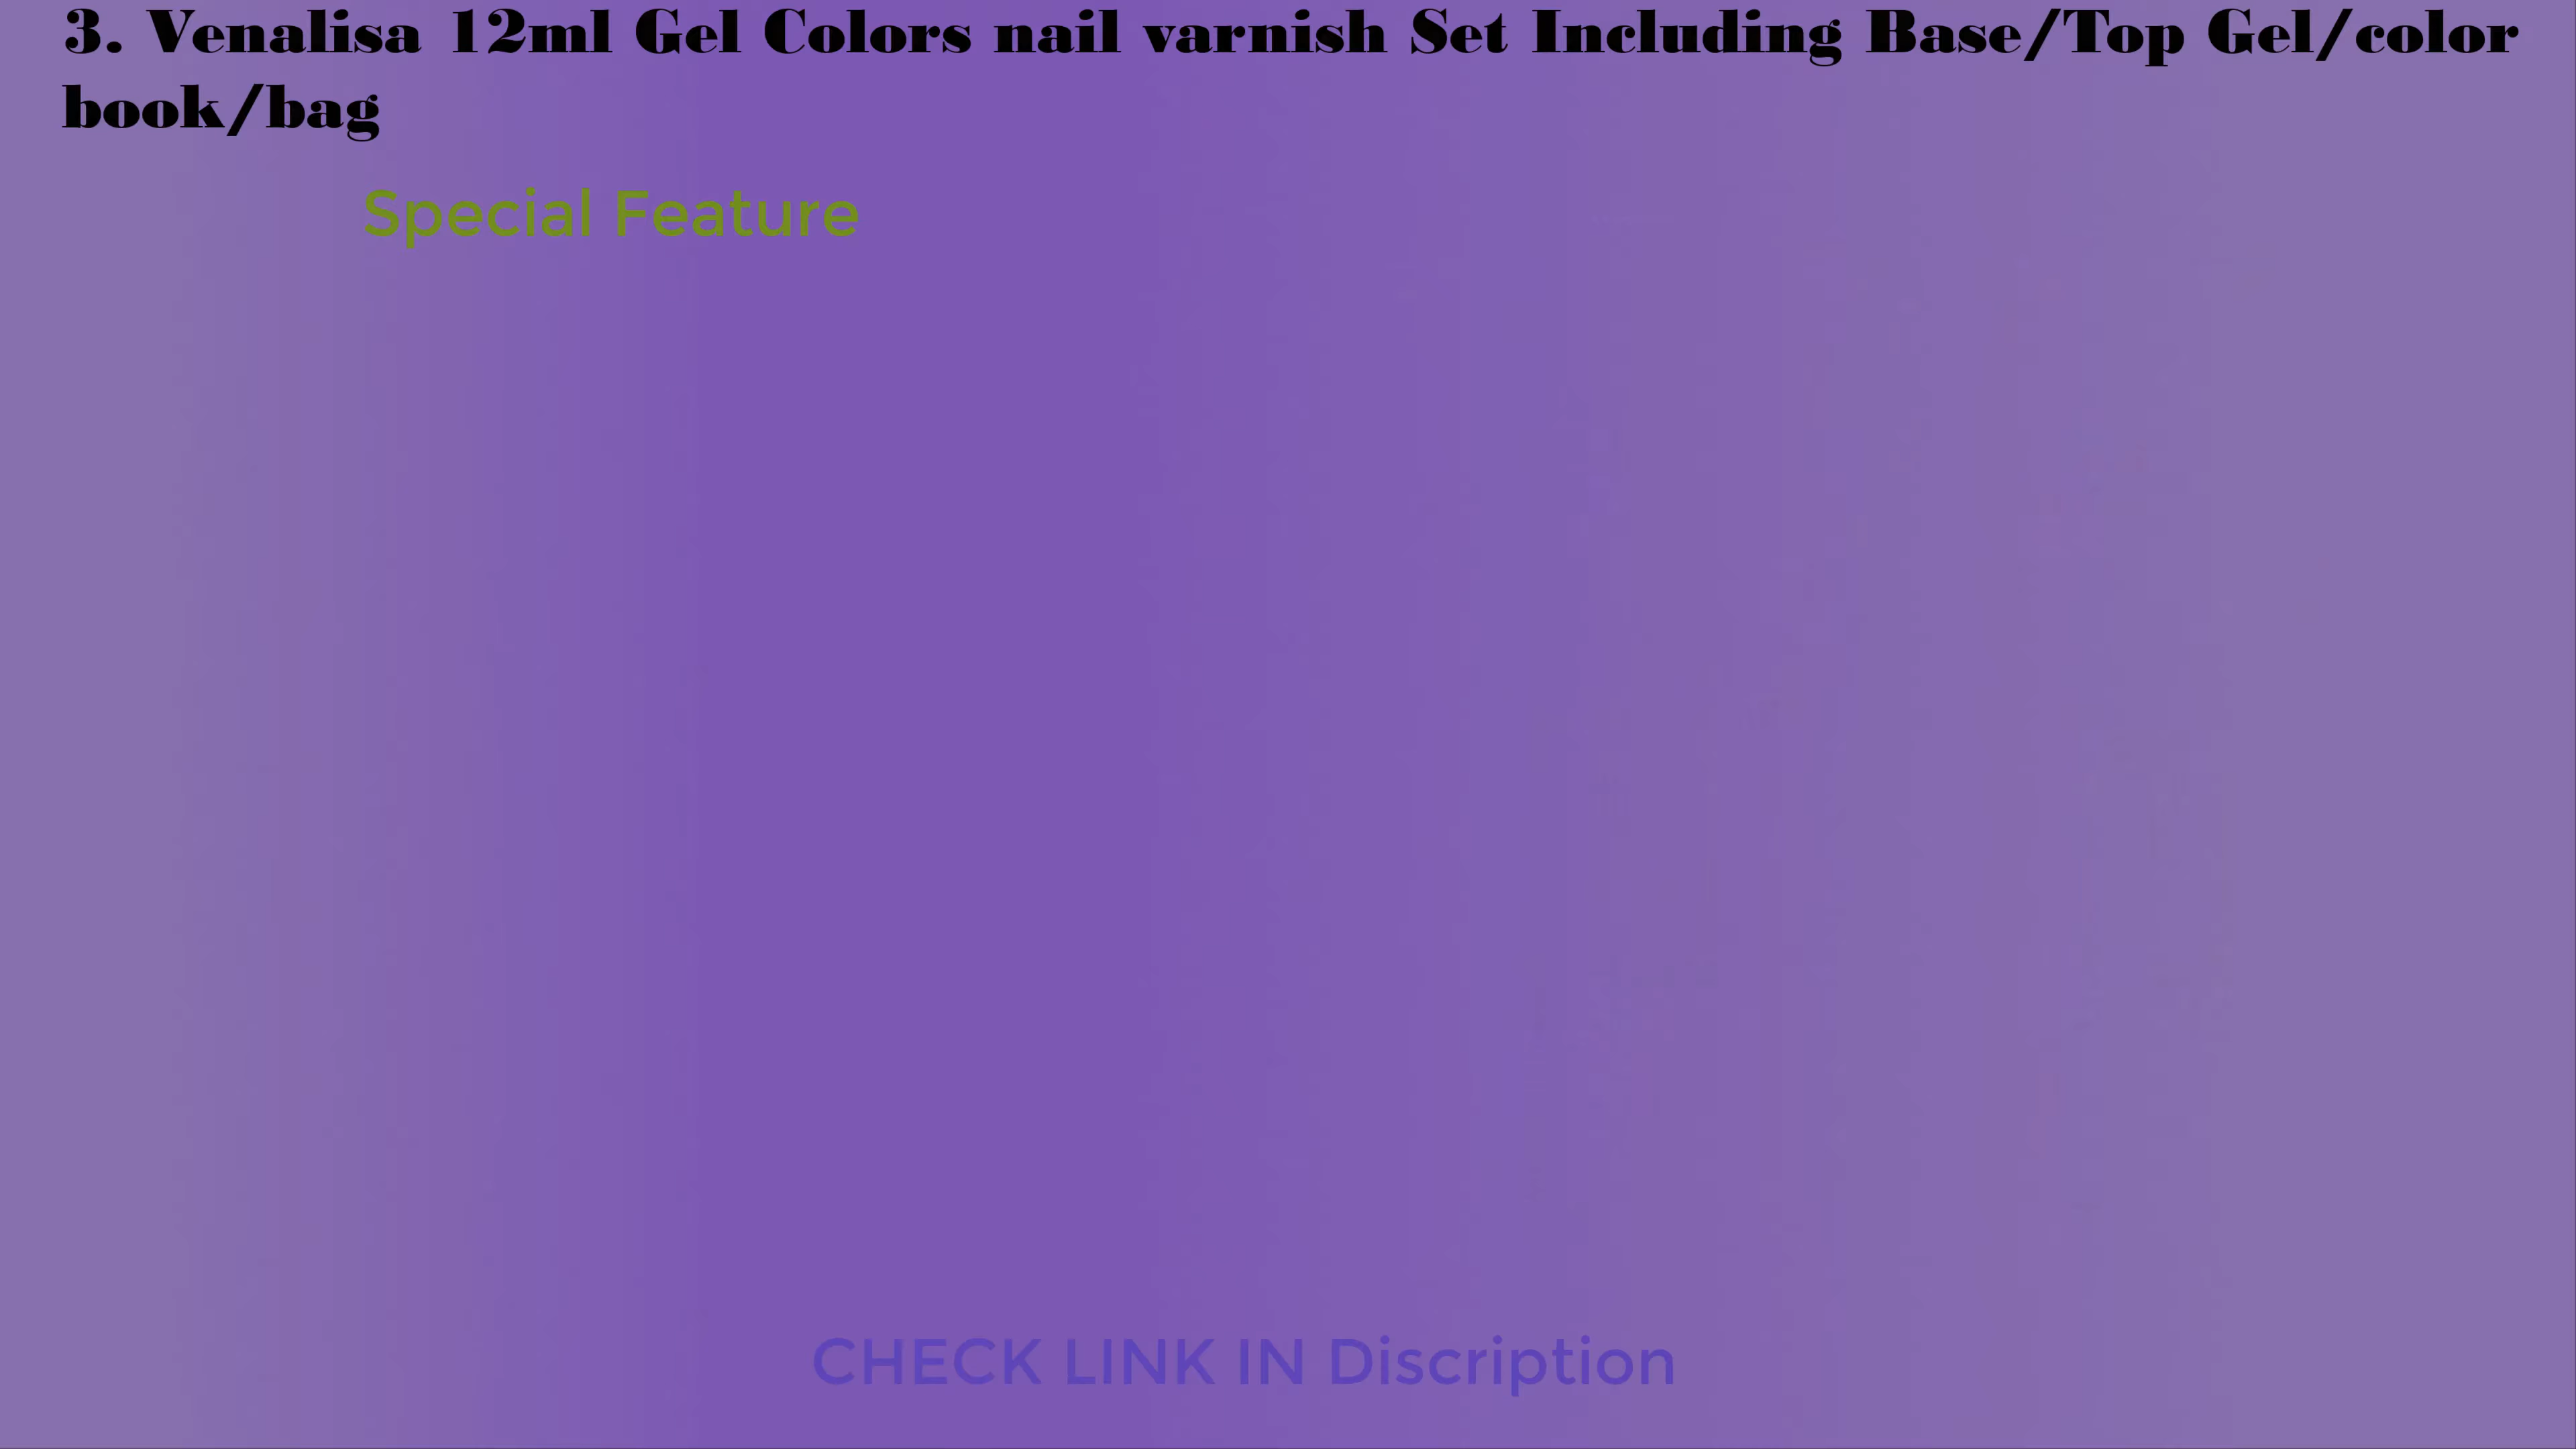 3. Venalisa 12ml Gel Colors nail varnish Set Including Base/Top Gel/color
book/bag
Special Feature
CHECK LINK IN Discription